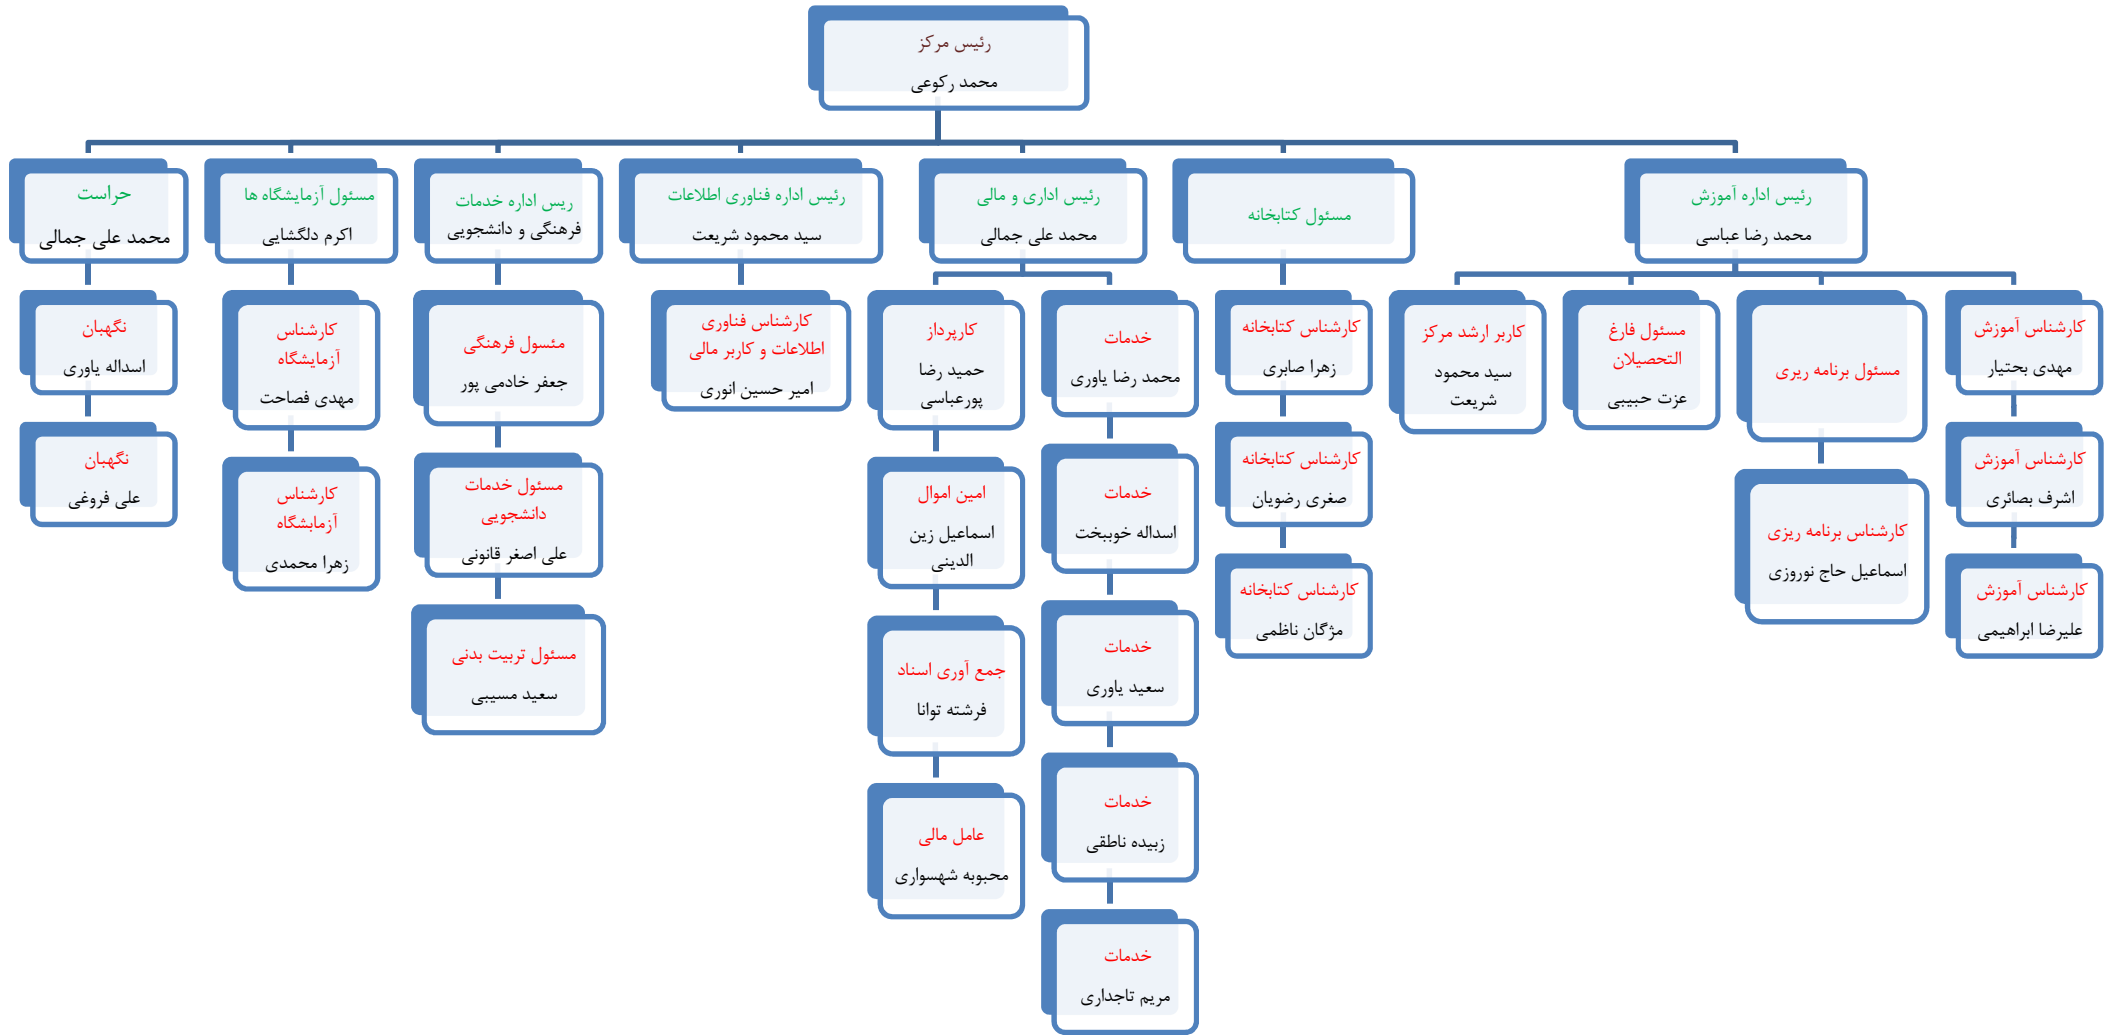 رئیس مرکز
محمد رکوعی
رئیس اداره آموزش
محمد رضا عباسی
کارشناس آموزش
مهدی بختیار
کارشناس آموزش
اشرف بصائری
کارشناس آموزش
علیرضا ابراهیمی
مسئول برنامه ریری
کارشناس برنامه ریزی
اسماعیل حاج نوروزی
مسئول فارغ
التحصیلان
عزت حبیبی
کاربر ارشد مرکز
سید محمود
شریعت
مسئول کتابخانه
کارشناس کتابخانه
زهرا صابری
کارشناس کتابخانه
صغری رضویان
کارشناس کتابخانه
مژگان ناظمی
رئیس اداری و مالی
محمد علی جمالی
خدمات
محمد رضا یاوری
خدمات
اسداله خوببخت
خدمات
سعید یاوری
خدمات
زبیده ناطقی
خدمات
مریم تاجداری
کارپرداز
حمید رضا
پورعباسی
امین اموال
اسماعیل زین
الدینی
جمع آوری اسناد
فرشته توانا
عامل مالی
محبوبه شهسواری
رئیس اداره فناوری اطلاعات
سید محمود شریعت
کارشناس فناوری
اطلاعات و کاربر مالی
امیر حسین انوری
ریس اداره خدمات
فرهنگی و دانشجویی
مئسول فرهنگی
جعفر خادمی پور
مسئول خدمات
دانشجویی
علی اصغر قانونی
مسئول تربیت بدنی
سعید مسیبی
مسئول آزمایشگاه ها
اکرم دلگشایی
کارشناس
آزمایشگاه
مهدی فصاحت
کارشناس
آزمابشگاه
زهرا محمدی
حراست
محمد علی جمالی
نگهبان
اسداله یاوری
نگهبان
علی فروغی